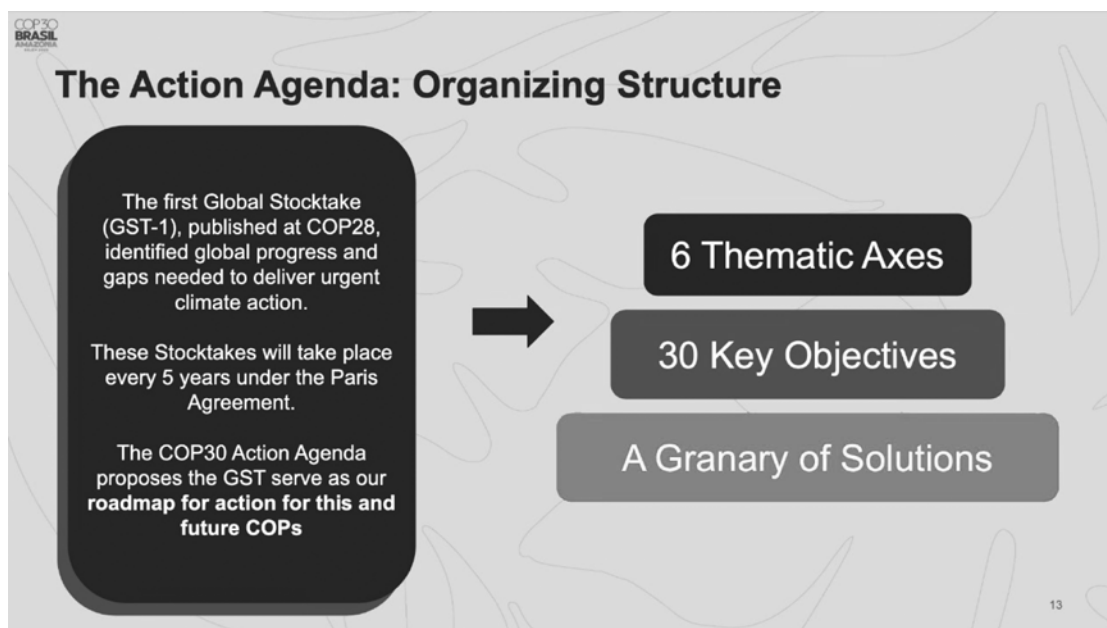 COP30
BRASIL
AMAZONIA
The Action Agenda: Organizing Structure
The first Global Stocktake
(GST-1), published at COP28,
identified global progress and
gaps needed to deliver urgent
climate action.
These Stocktakes will take place
every 5 years under the Paris
Agreement.
The COP30 Action Agenda
proposes the GST serve as our
roadmap for action for this and
future COPs
6 Thematic Axes
30 Key Objectives
A Granary of Solutions
13